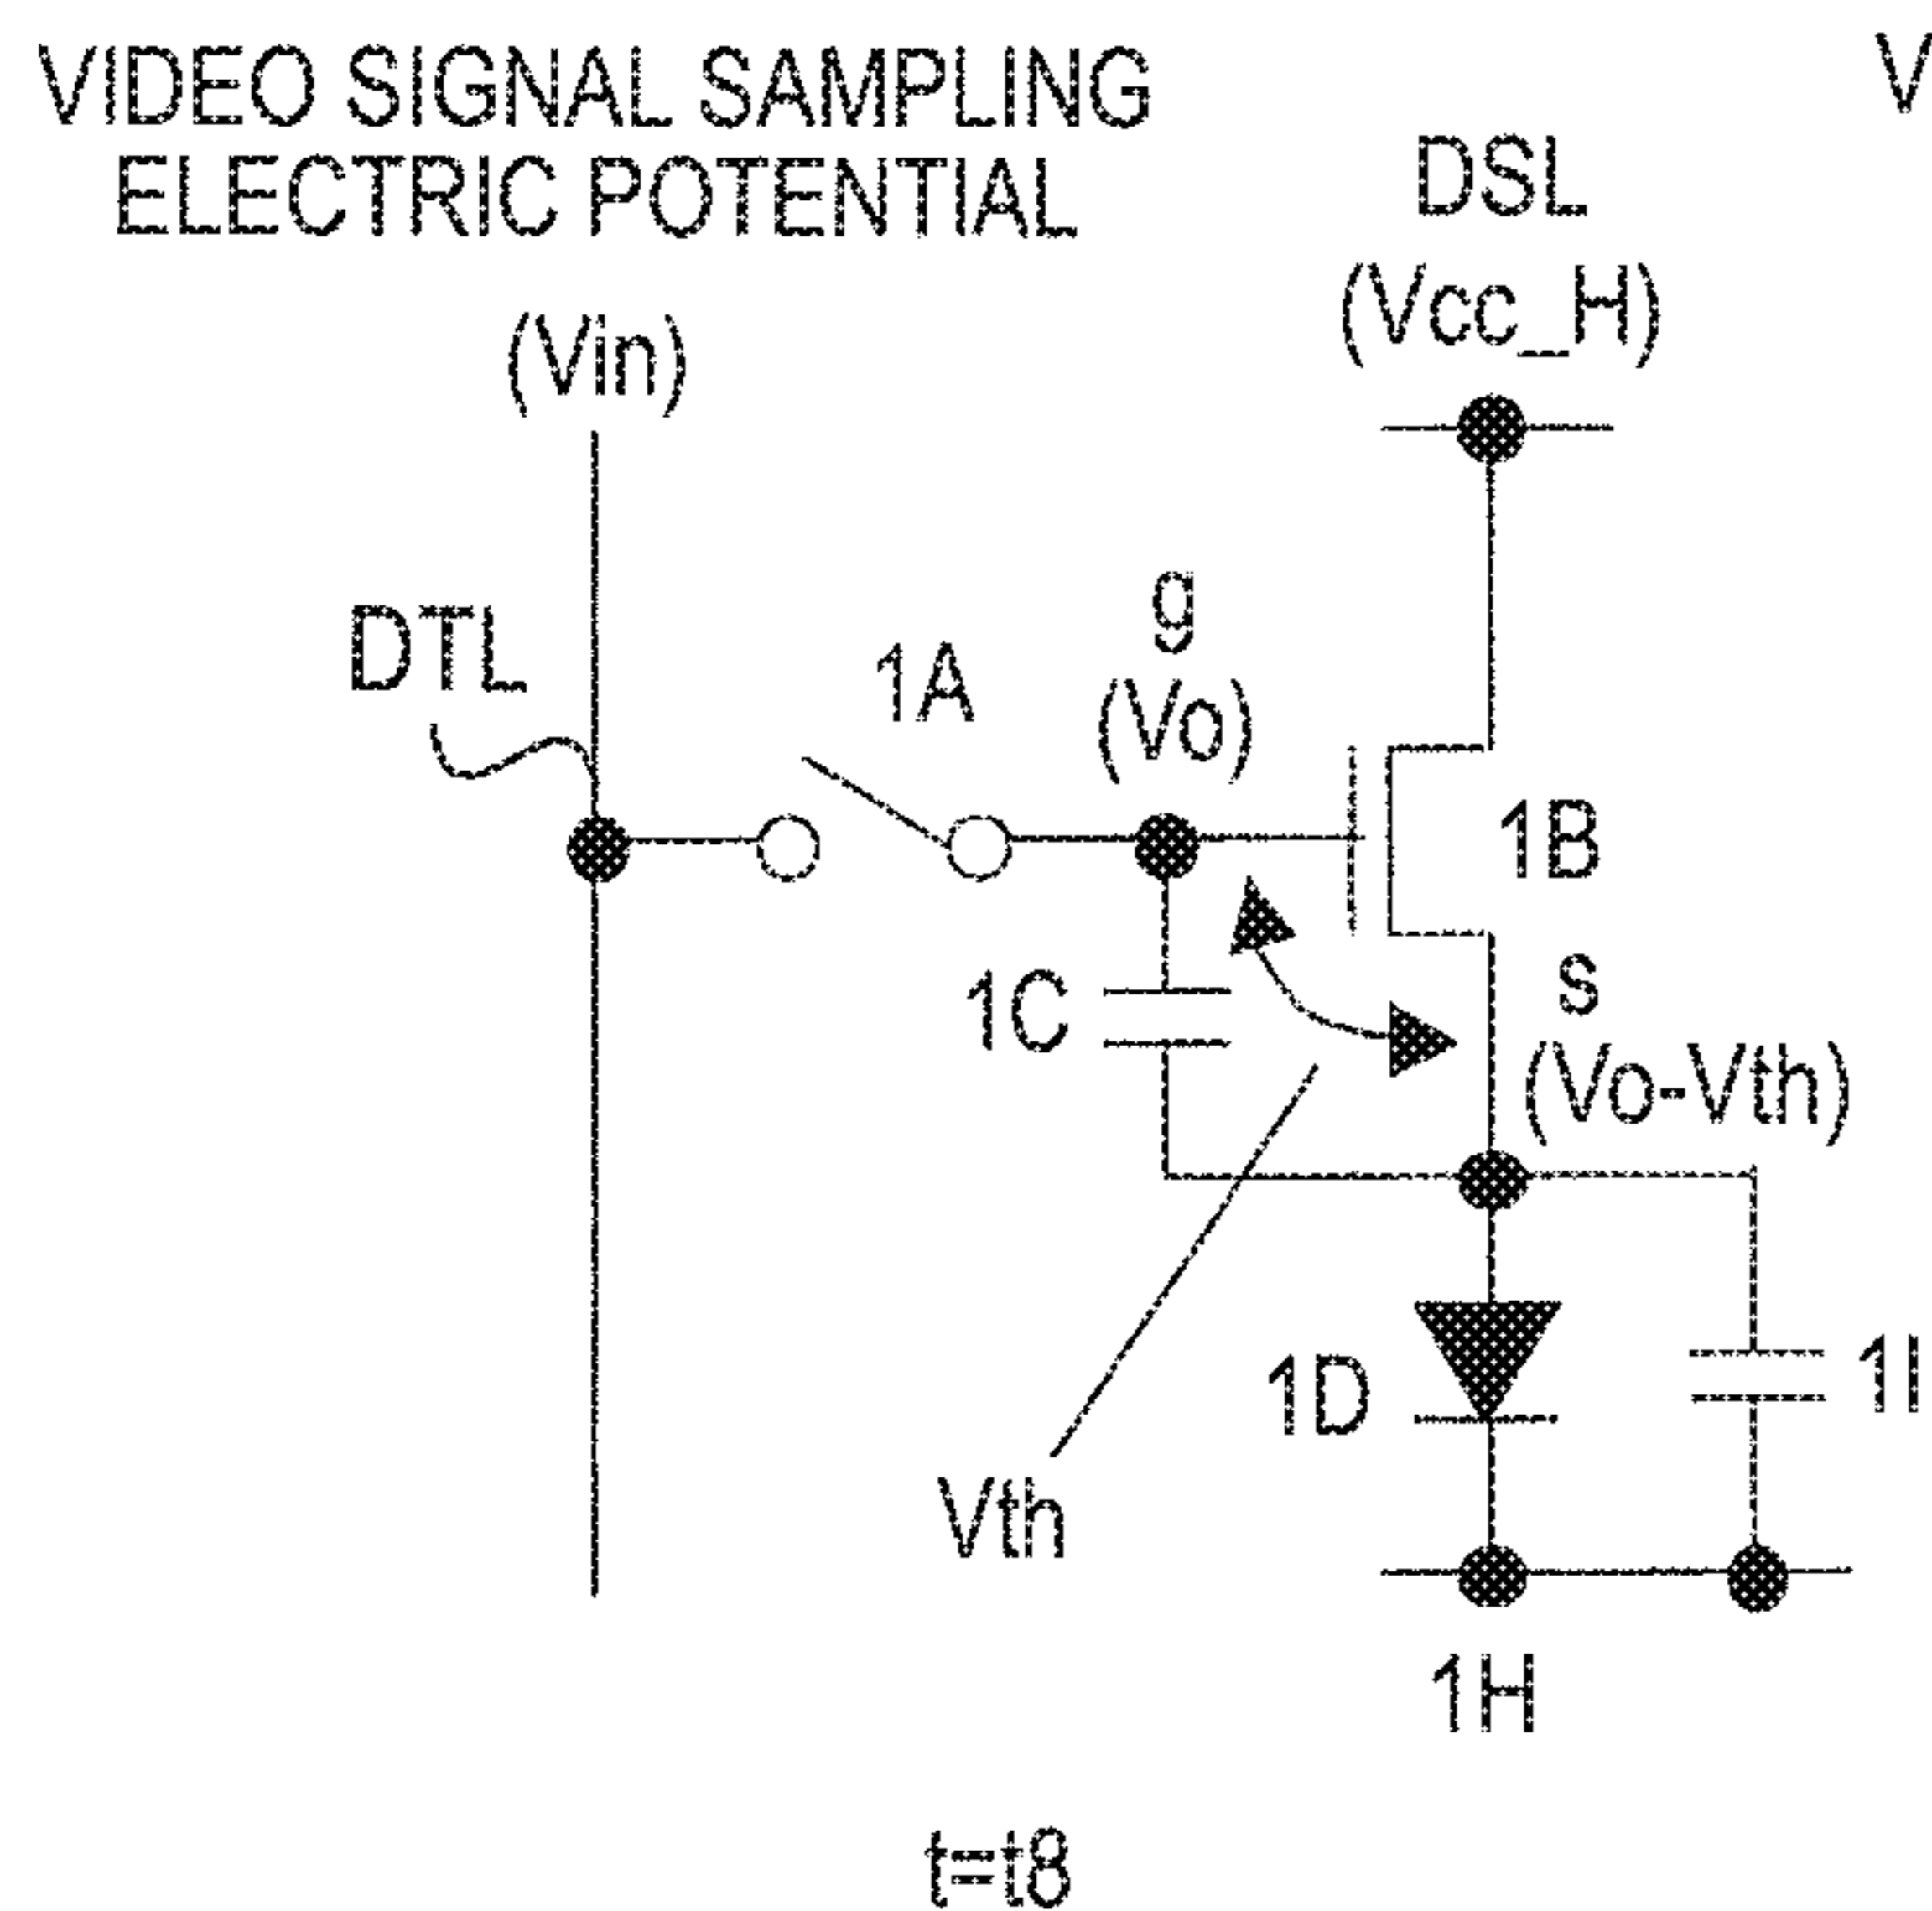 VIDEO SIGNAL SAMPLING
ELECTRIC POTENTIAL
(Vin)
V
DSL
(Vcc_H)
DTL
1A
g
(Vo)
1B
1C
s
(Vo-Vth)
1D
1I
Vth
1H
t=t8